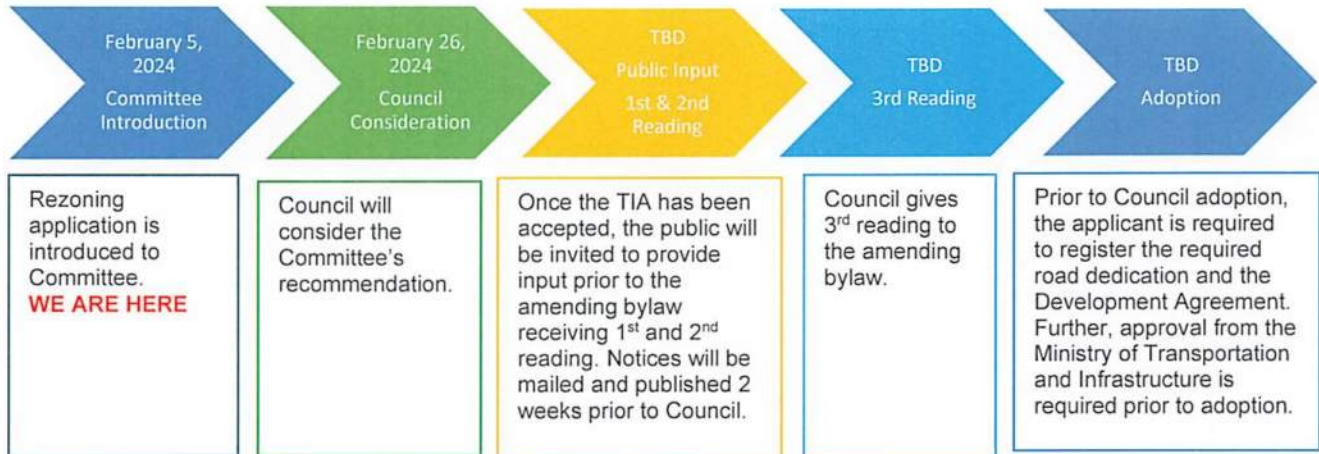 February 5,
2024
Committee
Introduction
February 26,
2024
Council
Consideration
TBD
Public Input
1st & 2nd
Reading
TBD
3rd Reading
TBD
Adoption
Rezoning
application is
introduced to
Committee.
WE ARE HERE
Council will
consider the
Committee's
recommendation.
Once the TIA has been
accepted, the public will
be invited to provide
input prior to the
amending bylaw
receiving 1st and 2nd
reading. Notices will be
mailed and published 2
weeks prior to Council.
Council gives
3rd reading to
the amending
bylaw.
Prior to Council adoption,
the applicant is required
to register the required
road dedication and the
Development Agreement.
Further, approval from the
Ministry of Transportation
and Infrastructure is
required prior to adoption.